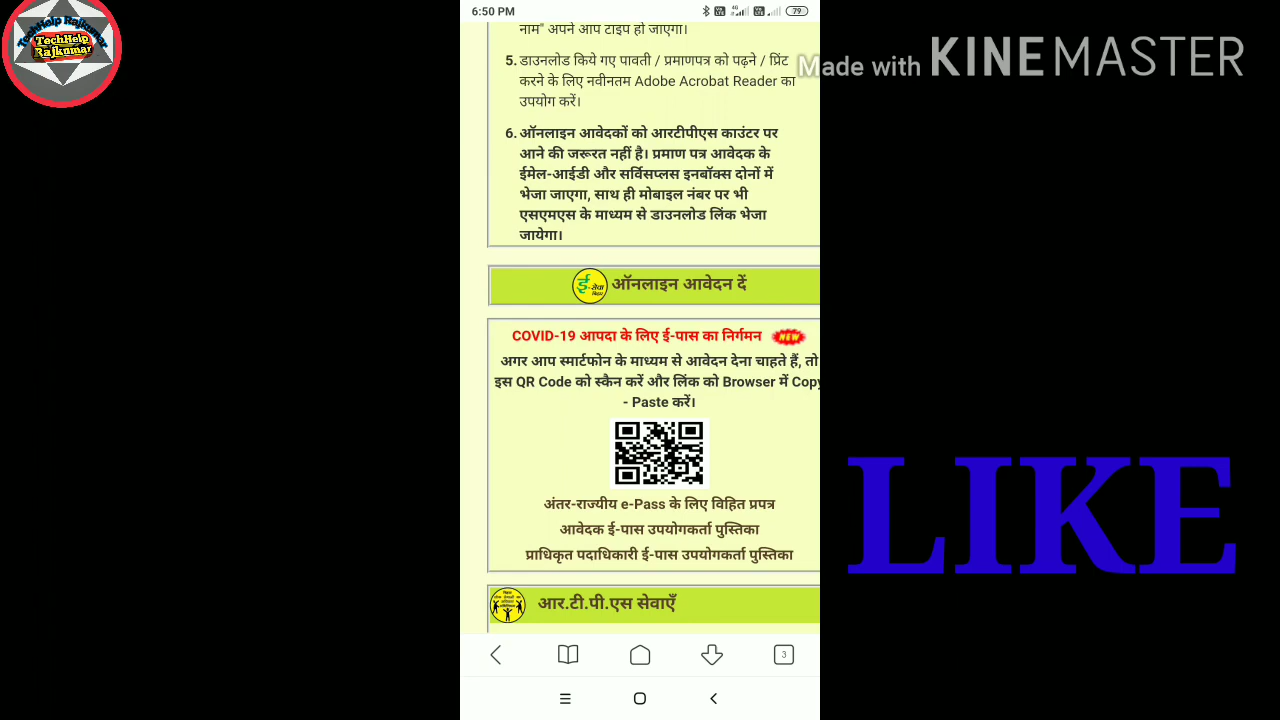 TechHelp Rajkumar
TechHelp
Rajkumar
6:50 PM
4G
79
Made with KINEMASTER
नाम" अपने आप टाइप हो जाएगा।
5. डाउनलोड किये गए पावती / प्रमाणपत्र को पढ़ने / प्रिंट
करने के लिए नवीनतम Adobe Acrobat Reader का
उपयोग करें।
6. ऑनलाइन आवेदकों को आरटीपीएस काउंटर पर
आने की जरूरत नहीं है। प्रमाण पत्र आवेदक के
ईमेल-आईडी और सर्विसप्लस इनबॉक्स दोनों में
भेजा जाएगा, साथ ही मोबाइल नंबर पर भी
एसएमएस के माध्यम से डाउनलोड लिंक भेजा
जायेगा।
ई-सेवा बिहार
ऑनलाइन आवेदन दें
COVID-19 आपदा के लिए ई-पास का निर्गमन NEW
अगर आप स्मार्टफोन के माध्यम से आवेदन देना चाहते हैं, तो
इस QR Code को स्कैन करें और लिंक को Browser में Copy
- Paste करें।
अंतर-राज्यीय e-Pass के लिए विहित प्रपत्र
आवेदक ई-पास उपयोगकर्ता पुस्तिका
प्राधिकृत पदाधिकारी ई-पास उपयोगकर्ता पुस्तिका
आर.टी.पी.एस सेवाएँ
3
LIKE